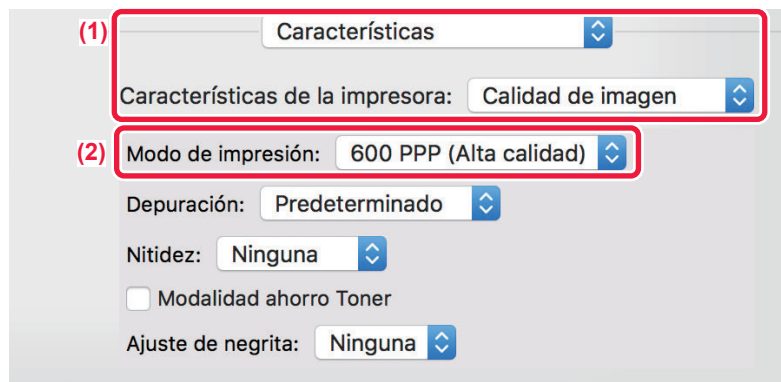 (1) Características
Características de la impresora: Calidad de imagen
(2) Modo de impresión: 600 PPP (Alta calidad)
Depuración: Predeterminado
Nitidez: Ninguna
Modalidad ahorro Toner
Ajuste de negrita: Ninguna